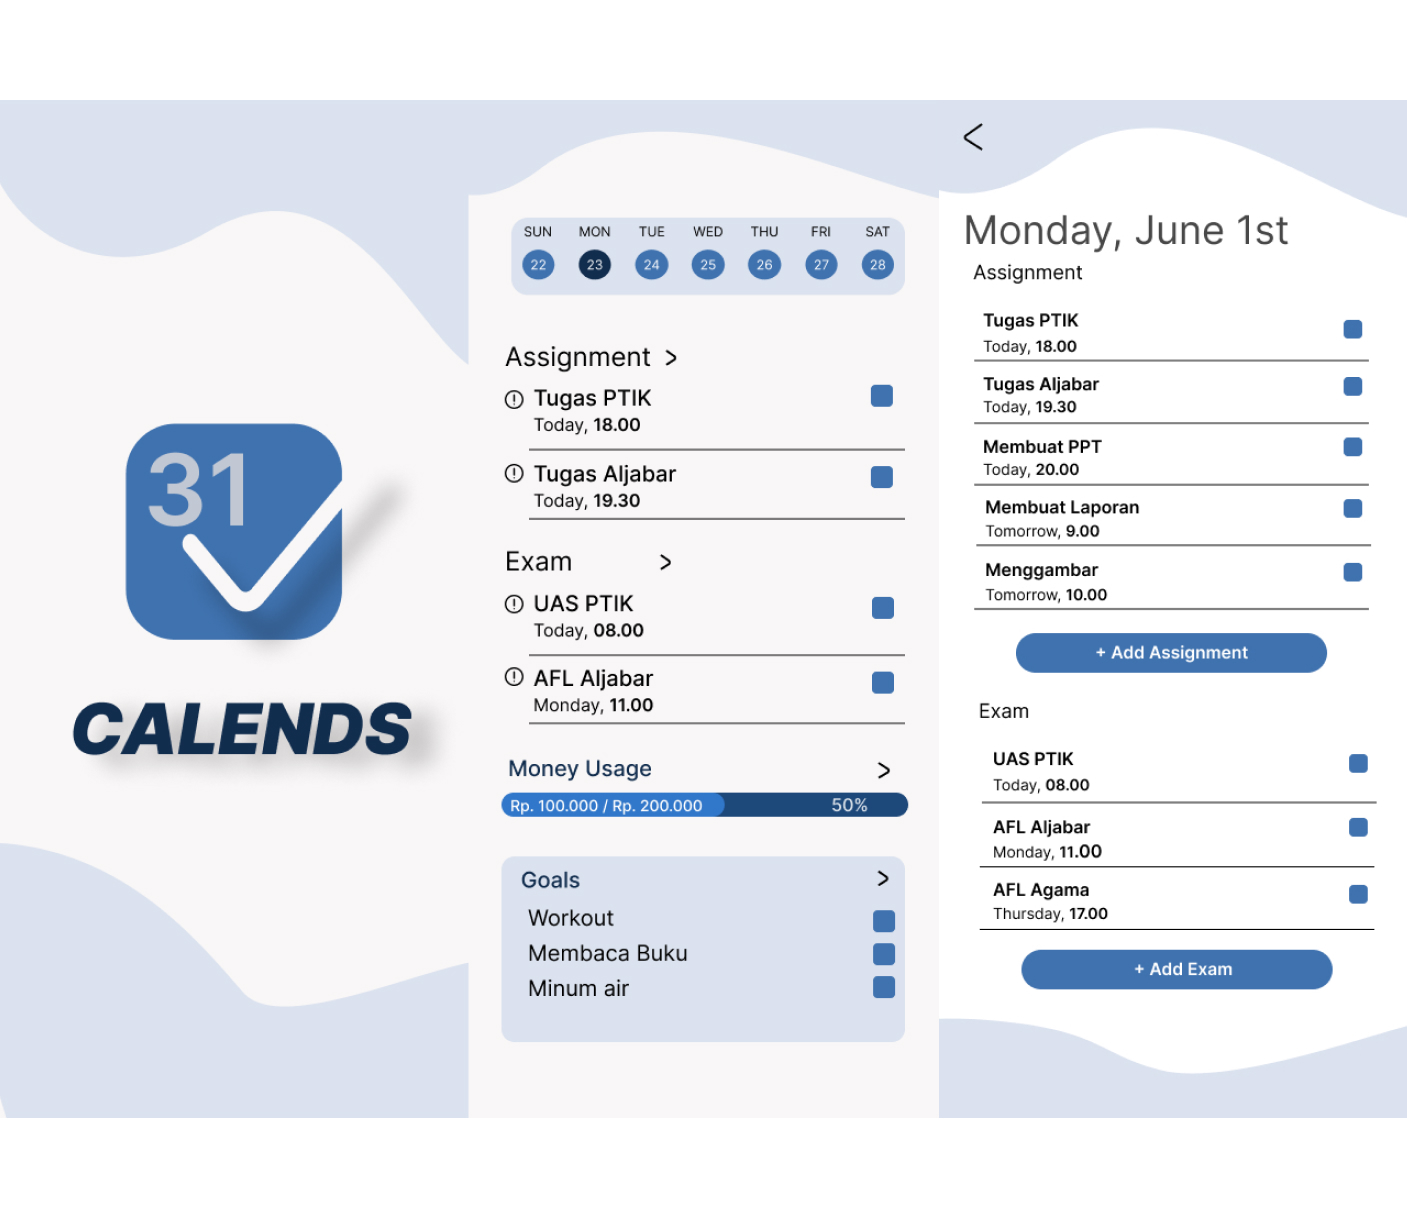 31
CALENDS
SUN MON TUE WED THU FRI SAT
22 23 24 25 26 27 28
Assignment >
Tugas PTIK
Today, 18.00
Tugas Aljabar
Today, 19.30
Exam >
UAS PTIK
Today, 08.00
AFL Aljabar
Monday, 11.00
Money Usage >
Rp. 100.000 / Rp. 200.000 50%
Goals >
Workout
Membaca Buku
Minum air
Monday, June 1st
Assignment
Tugas PTIK
Today, 18.00
Tugas Aljabar
Today, 19.30
Membuat PPT
Today, 20.00
Membuat Laporan
Tomorrow, 9.00
Menggambar
Tomorrow, 10.00
+ Add Assignment
Exam
UAS PTIK
Today, 08.00
AFL Aljabar
Monday, 11.00
AFL Agama
Thursday, 17.00
+ Add Exam